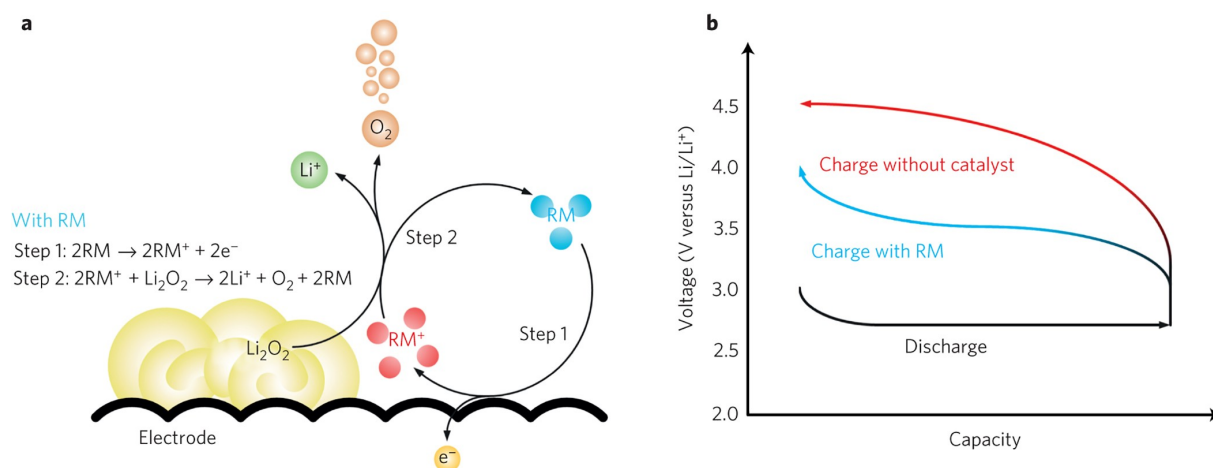 a
O₂
Li⁺
With RM
Step 1: 2RM → 2RM⁺ + 2e⁻
Step 2: 2RM⁺ + Li₂O₂ → 2Li⁺ + O₂ + 2RM
Step 2
RM
Li₂O₂
RM⁺
Step 1
Electrode
e⁻
b
Voltage (V versus Li/Li⁺)
4.5
4.0
3.5
3.0
2.5
2.0
Charge without catalyst
Charge with RM
Discharge
Capacity